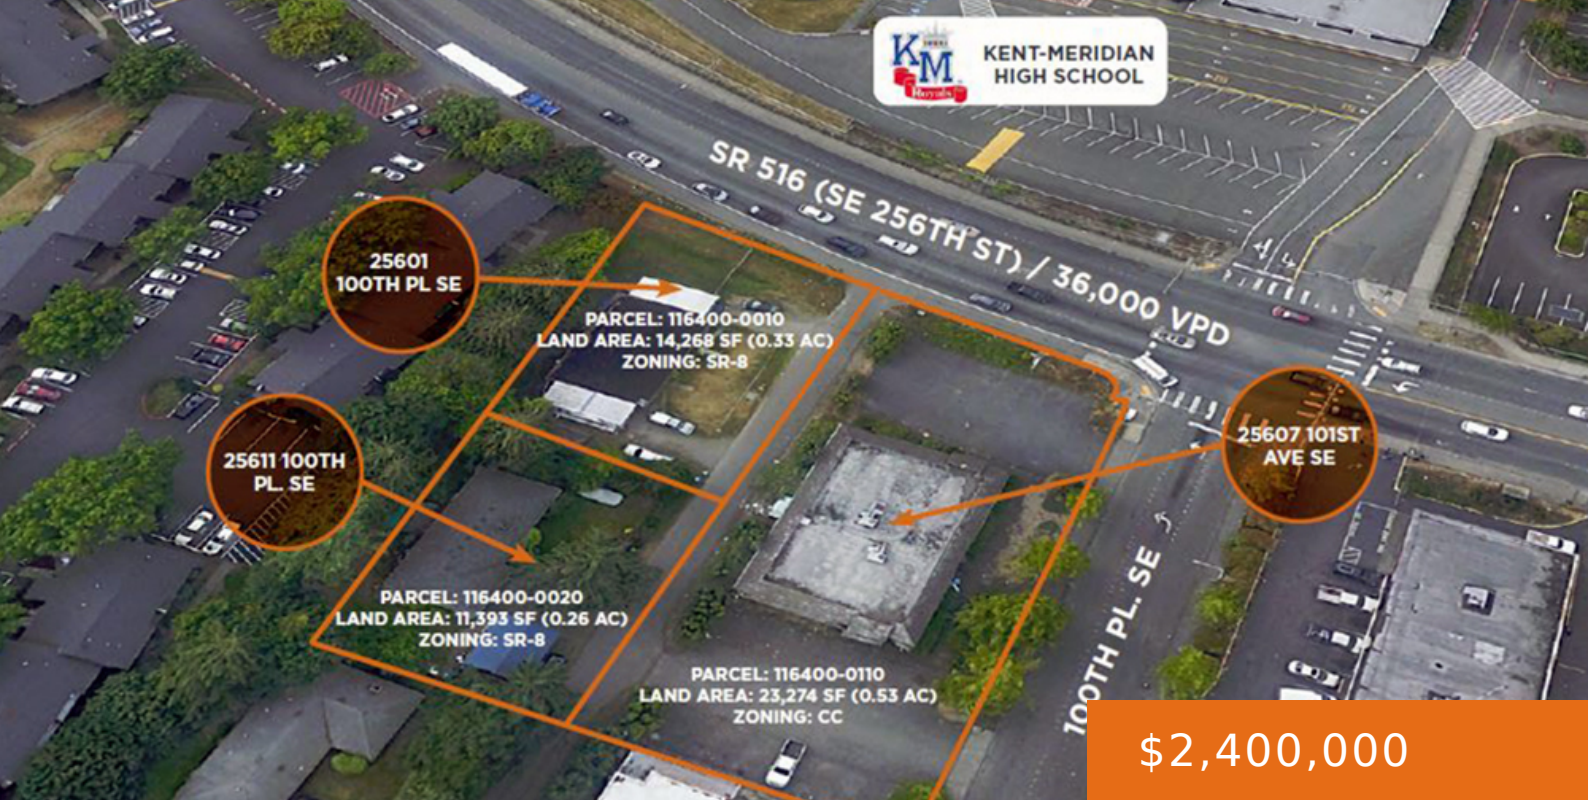 KM
Royals
KENT-MERIDIAN
HIGH SCHOOL
SR 516 (SE 256TH ST) / 36,000 VPD
25601
100TH PL SE
PARCEL: 116400-0010
LAND AREA: 14,268 SF (0.33 AC)
ZONING: SR-8
25611 100TH
PL. SE
25607 101ST
AVE SE
PARCEL: 116400-0020
LAND AREA: 11,393 SF (0.26 AC)
ZONING: SR-8
PARCEL: 116400-0110
LAND AREA: 23,274 SF (0.53 AC)
ZONING: CC
100TH PL. SE
$2,400,000